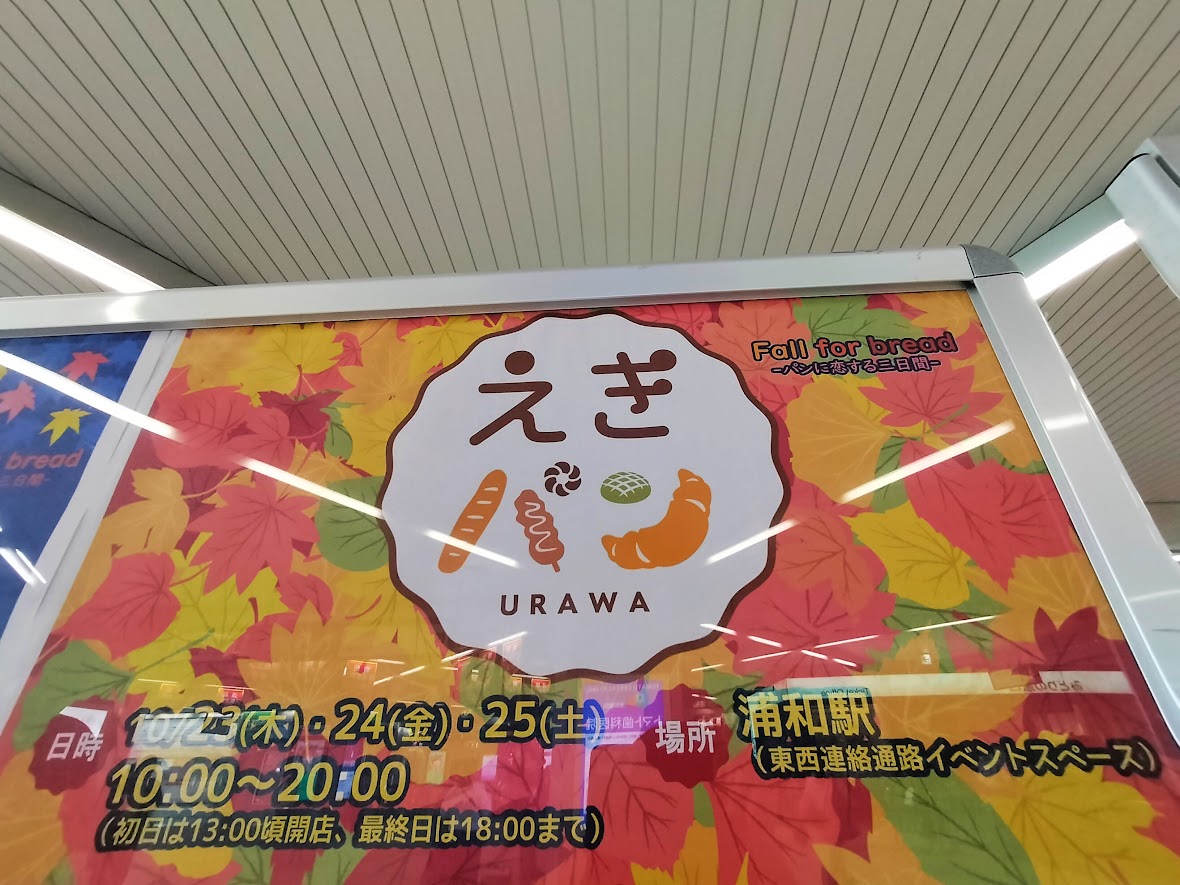 えき
パン
URAWA
Fall for bread
-パンに恋する三日間-
bread
日時
10/23(木)・24(金)・25(土)
10:00～20:00
(初日は13:00頃開店、最終日は18:00まで)
場所
浦和駅
(東西連絡通路イベントスペース)